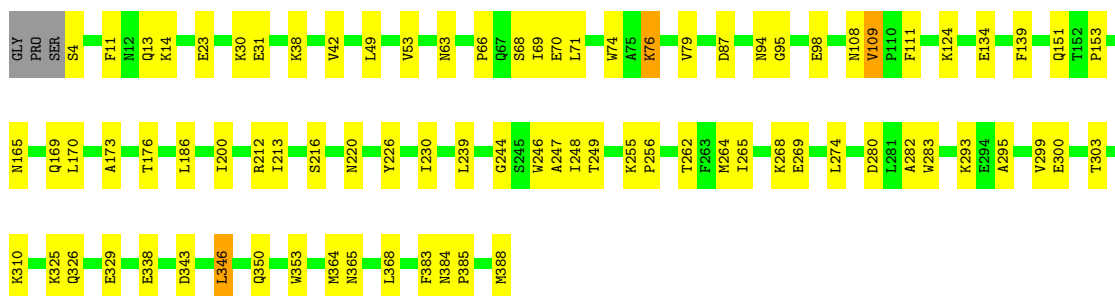 GLY PRO SER S4 F11 N12 Q13 K14 E23 K30 E31 K38 V42 L49 V53 N63 P66 Q67 S68 I69 E70 L71 W74 A75 K76 V79 D87 N94 G95 E98 N108 V109 P110 F111 K124 E134 F139 Q151 T152 P153
N165 Q169 L170 A173 T176 L186 I200 R212 I213 S216 N220 Y226 I230 L239 G244 S245 W246 A247 I248 T249 K255 P256 T262 F263 M264 I265 K268 E269 L274 D280 L281 A282 W283 K293 E294 A295 V299 E300 T303
K310 K325 Q326 E329 E338 D343 L346 Q350 W353 M364 N365 L368 F383 N384 P385 M388